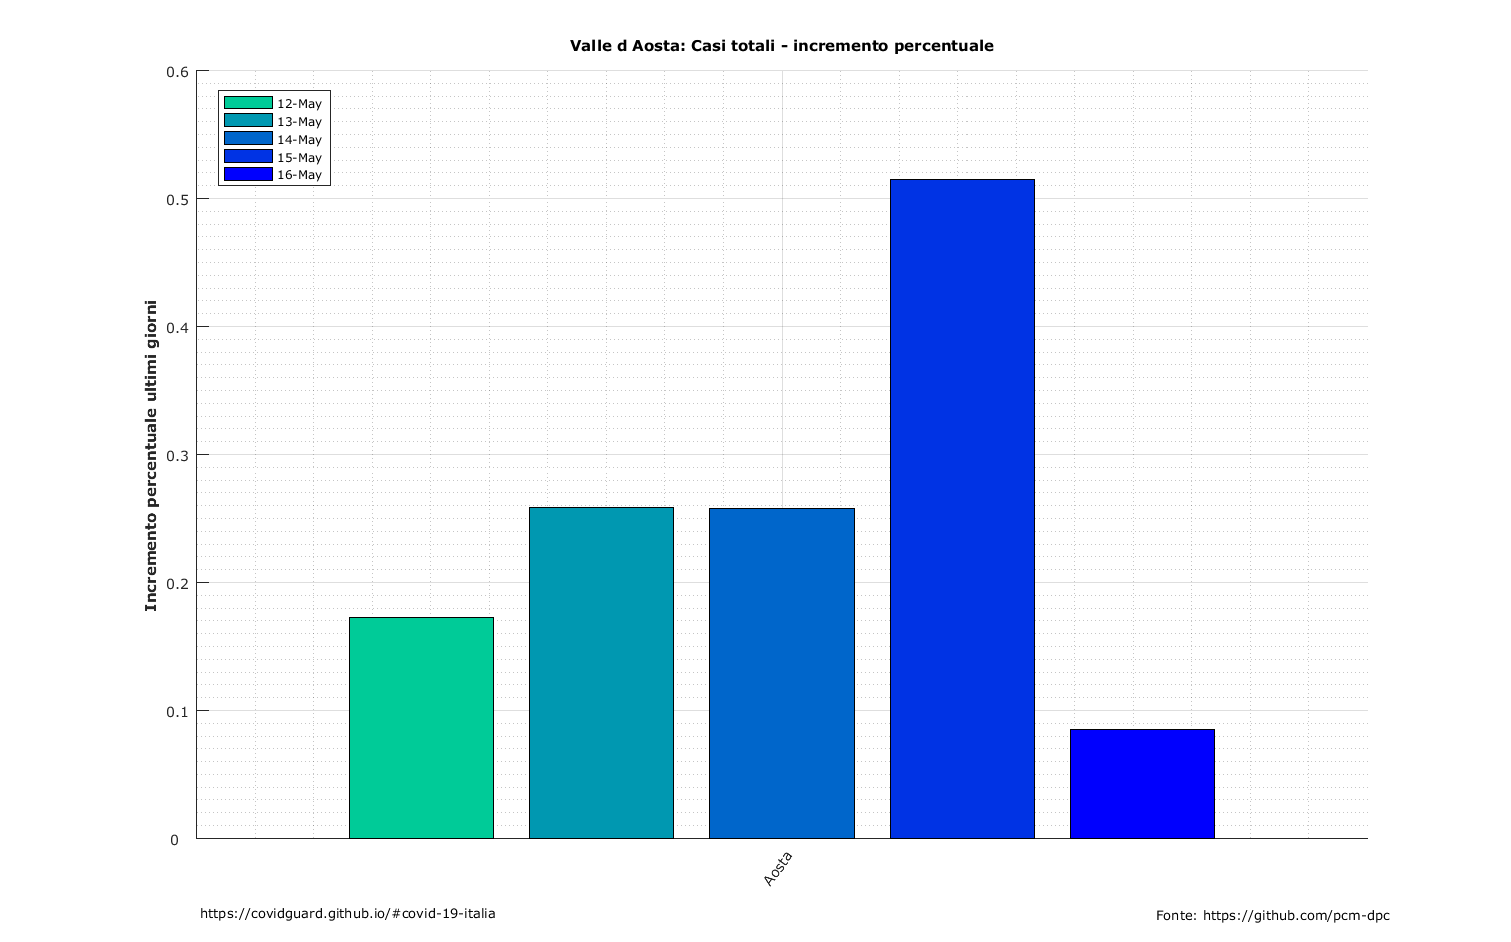 Valle d Aosta: Casi totali - incremento percentuale
0.6
0.5
0.4
0.3
0.2
0.1
0
Incremento percentuale ultimi giorni
12-May
13-May
14-May
15-May
16-May
Aosta
https://covidguard.github.io/#covid-19-italia
Fonte: https://github.com/pcm-dpc